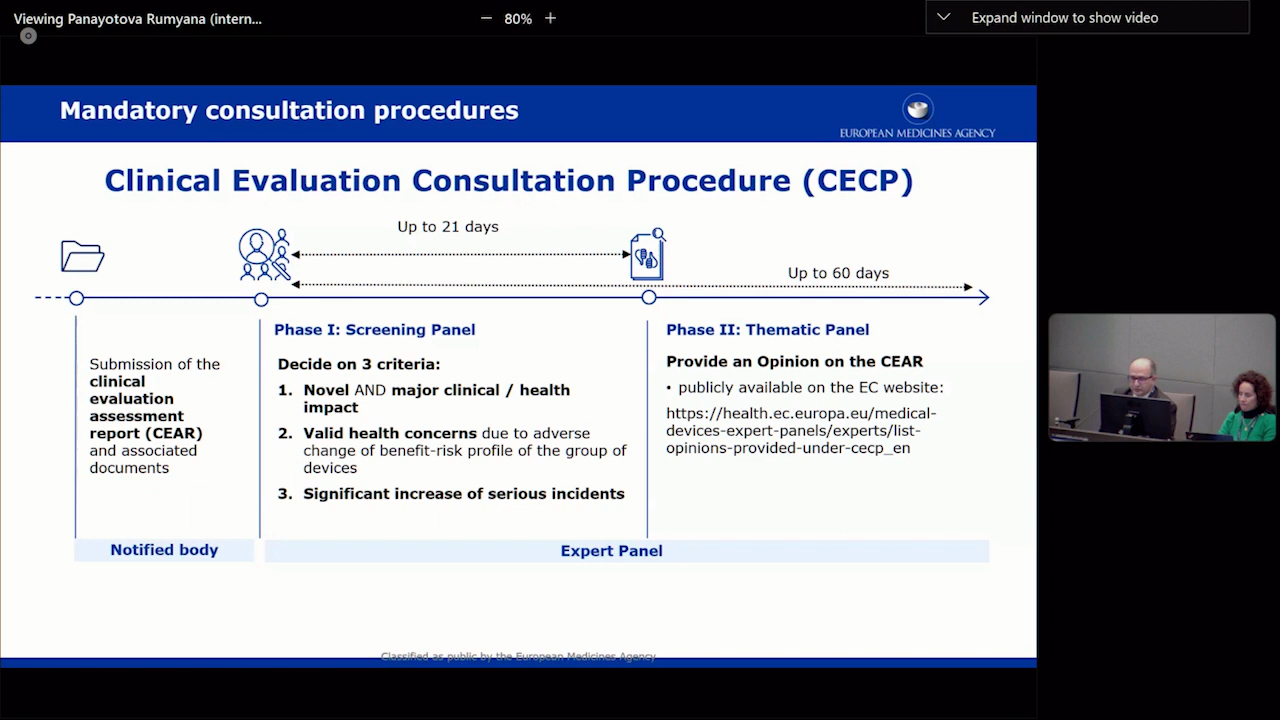 Viewing Panayotova Rumyana (intern...
80%
Expand window to show video
Mandatory consultation procedures
EUROPEAN MEDICINES AGENCY
Clinical Evaluation Consultation Procedure (CECP)
Up to 21 days
Up to 60 days
Submission of the
clinical
evaluation
assessment
report (CEAR)
and associated
documents
Phase I: Screening Panel
Decide on 3 criteria:
1. Novel AND major clinical / health
impact
2. Valid health concerns due to adverse
change of benefit-risk profile of the group of
devices
3. Significant increase of serious incidents
Phase II: Thematic Panel
Provide an Opinion on the CEAR
• publicly available on the EC website:
https://health.ec.europa.eu/medical-
devices-expert-panels/experts/list-
opinions-provided-under-cecp_en
Notified body
Expert Panel
Classified as public by the European Medicines Agency